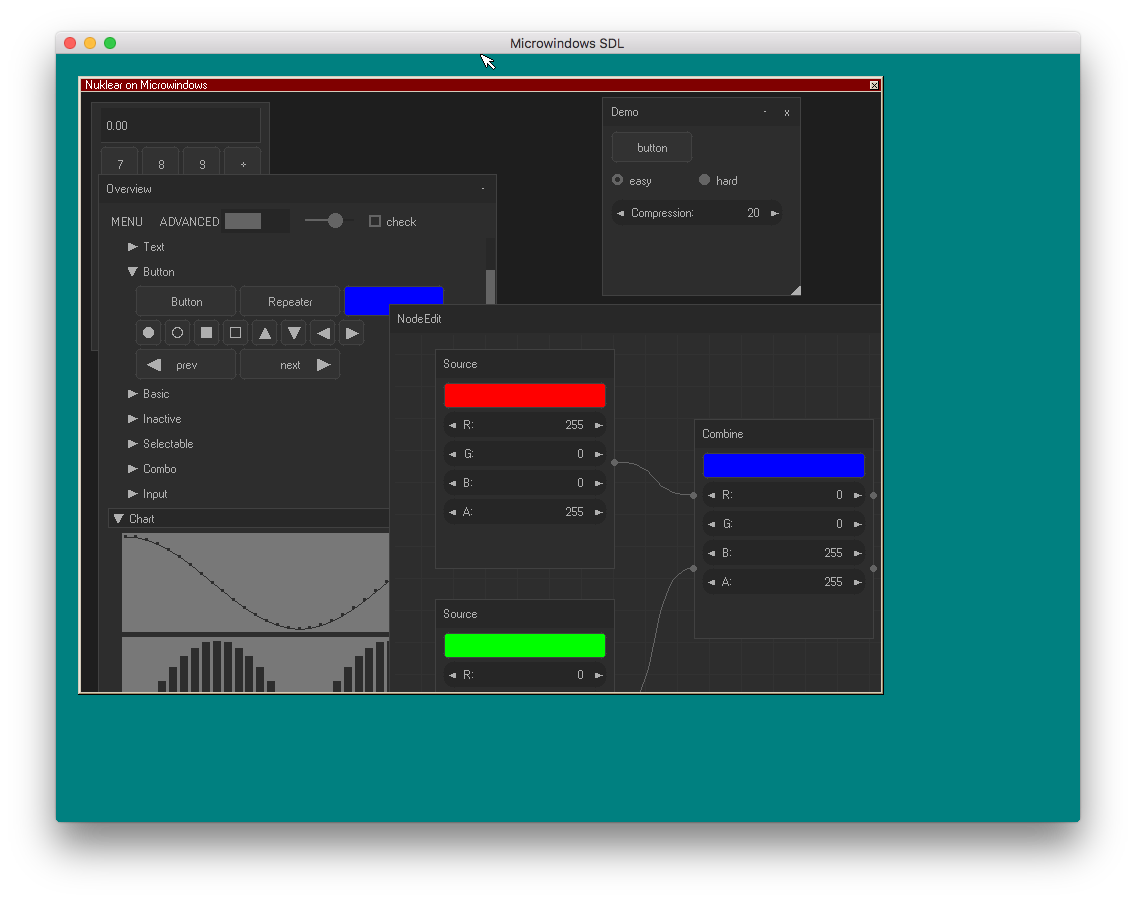 Microwindows SDL
Nuklear on Microwindows
0.00
7 8 9 ÷
Overview -
MENU ADVANCED check
Text
Button
Button Repeater
prev next
Basic
Inactive
Selectable
Combo
Input
Chart
Demo - x
button
easy hard
Compression: 20
NodeEdit
Source
R: 255
G: 0
B: 0
A: 255
Combine
R: 0
G: 0
B: 255
A: 255
Source
R: 0